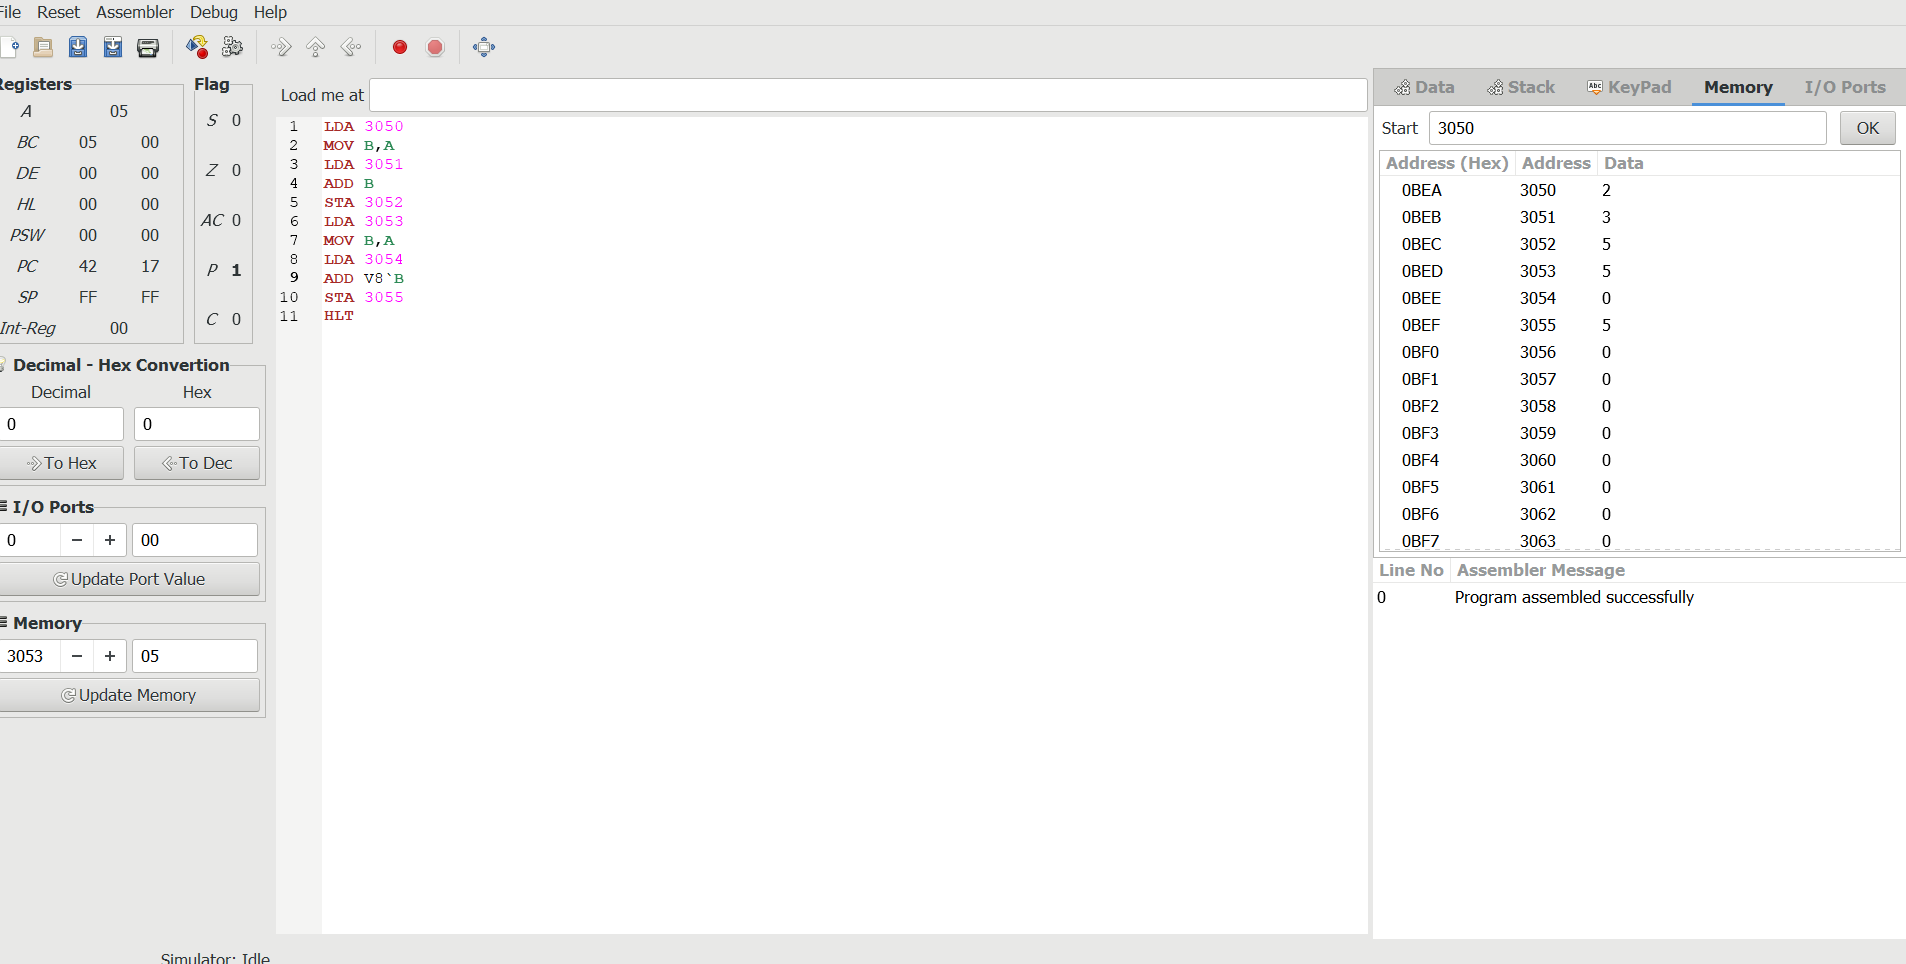 File Reset Assembler Debug Help
Registers
A 05
BC 05 00
DE 00 00
HL 00 00
PSW 00 00
PC 42 17
SP FF FF
Int-Reg 00
Flag
S 0
Z 0
AC 0
P 1
C 0
Decimal - Hex Convertion
Decimal Hex
0 0
To Hex To Dec
I/O Ports
0 − + 00
Update Port Value
Memory
3053 − + 05
Update Memory
Load me at
1 LDA 3050
2 MOV B,A
3 LDA 3051
4 ADD B
5 STA 3052
6 LDA 3053
7 MOV B,A
8 LDA 3054
9 ADD V8`B
10 STA 3055
11 HLT
Data Stack Abc KeyPad Memory I/O Ports
Start 3050 OK
Address (Hex) Address Data
0BEA 3050 2
0BEB 3051 3
0BEC 3052 5
0BED 3053 5
0BEE 3054 0
0BEF 3055 5
0BF0 3056 0
0BF1 3057 0
0BF2 3058 0
0BF3 3059 0
0BF4 3060 0
0BF5 3061 0
0BF6 3062 0
0BF7 3063 0
Line No Assembler Message
0 Program assembled successfully
Simulator: Idle